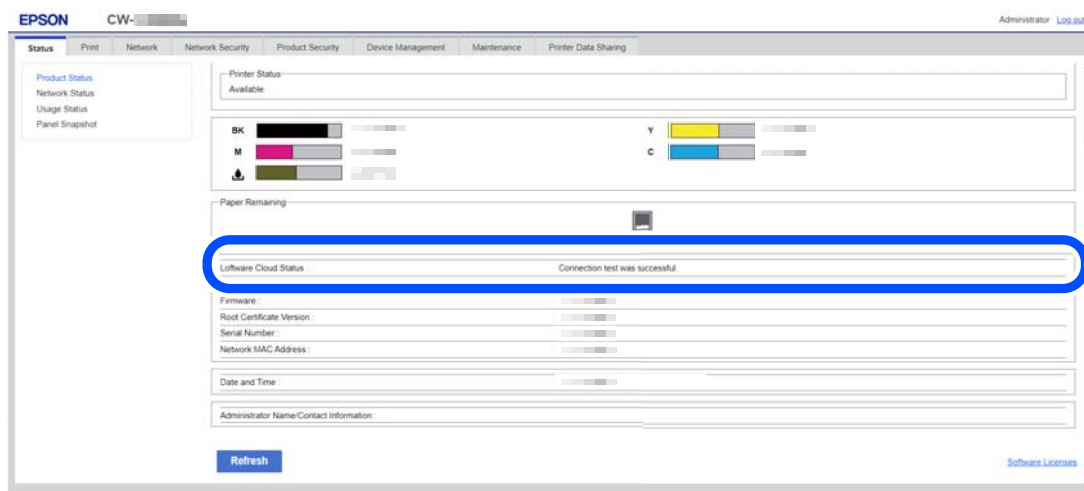 EPSON CW- Administrator Log out
Status Print Network Network Security Product Security Device Management Maintenance Printer Data Sharing
Product Status
Network Status
Usage Status
Panel Snapshot
Printer Status
Available
BK Y
M C
Paper Remaining
Loftware Cloud Status : Connection test was successful.
Firmware :
Root Certificate Version :
Serial Number :
Network MAC Address :
Date and Time :
Administrator Name/Contact Information :
Refresh Software Licenses